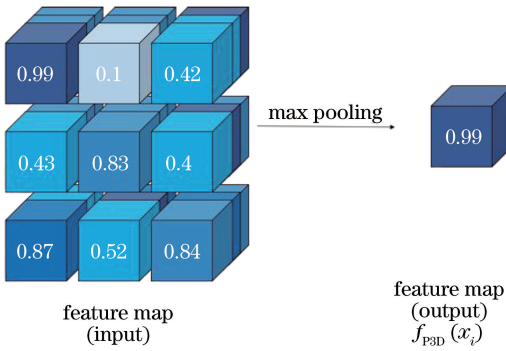 0.99 0.1 0.42
max pooling
0.99
0.43 0.83 0.4
0.87 0.52 0.84
feature map
(input)
feature map
(output)
f_P3D (x_i)